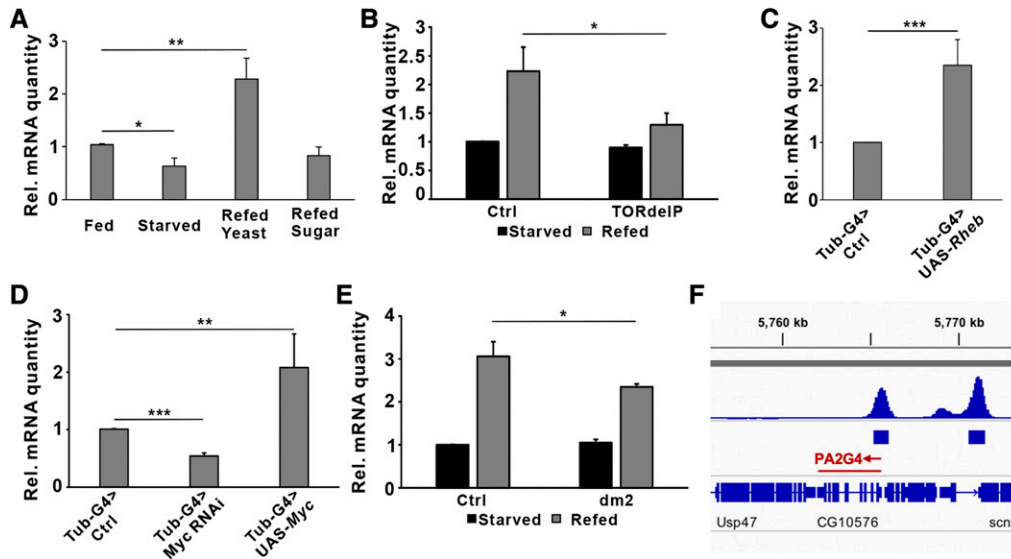 A
Rel. mRNA quantity
3
2
1
0
**
*
Fed
Starved
Refed
Yeast
Refed
Sugar
B
Rel. mRNA quantity
3
2.5
2
1.5
1
0.5
0
*
Ctrl
TORdelP
Starved Refed
C
Rel. mRNA quantity
3
2
1
0
***
Tub-G4>
Ctrl
Tub-G4>
UAS-Rheb
D
Rel. mRNA quantity
3
2
1
0
**
***
Tub-G4>
Ctrl
Tub-G4>
Myc RNAi
Tub-G4>
UAS-Myc
E
Rel. mRNA quantity
4
3
2
1
0
*
Ctrl
dm2
Starved Refed
F
5,760 kb 5,770 kb
PA2G4
Usp47 CG10576 scn